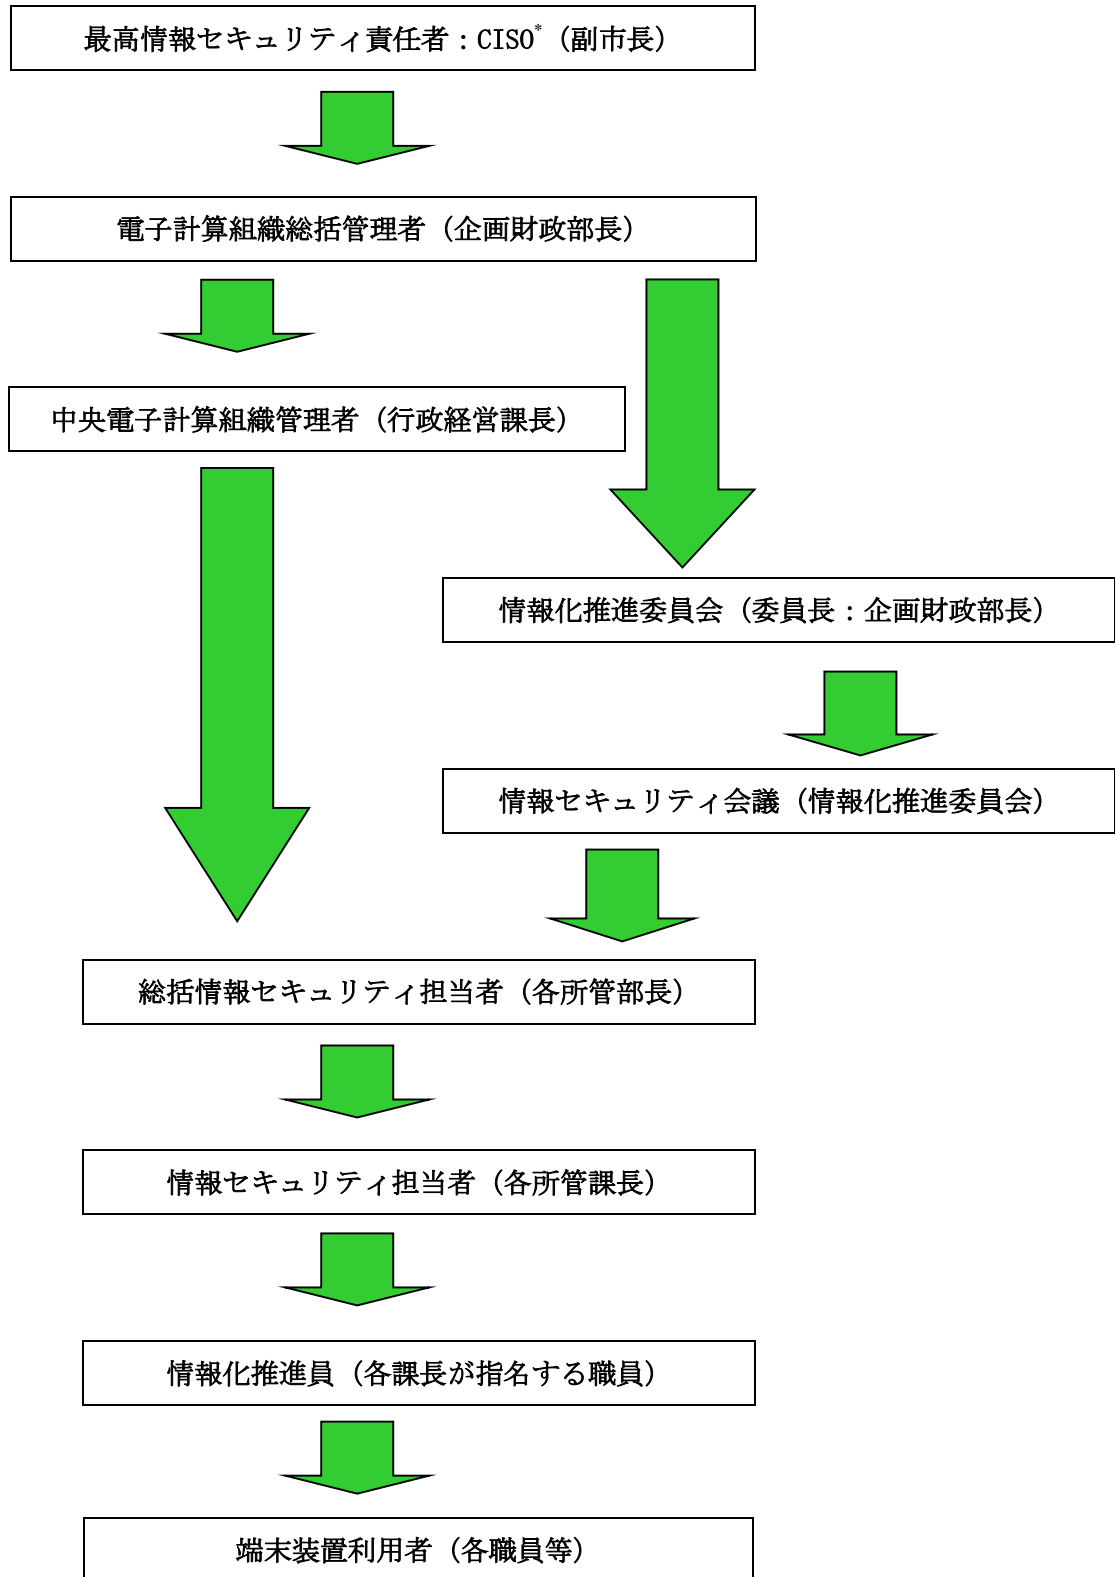 最高情報セキュリティ責任者：CISO*（副市長）
電子計算組織総括管理者（企画財政部長）
中央電子計算組織管理者（行政経営課長）
情報化推進委員会（委員長：企画財政部長）
情報セキュリティ会議（情報化推進委員会）
総括情報セキュリティ担当者（各所管部長）
情報セキュリティ担当者（各所管課長）
情報化推進員（各課長が指名する職員）
端末装置利用者（各職員等）